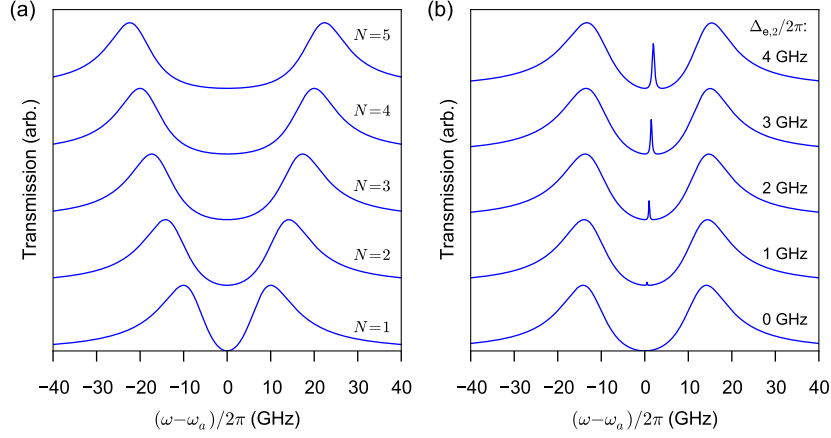 (a)
Transmission (arb.)
N=5
N=4
N=3
N=2
N=1
−40 −30 −20 −10 0 10 20 30 40
(ω−ωₐ)/2π (GHz)
(b)
Transmission (arb.)
Δe,2/2π:
4 GHz
3 GHz
2 GHz
1 GHz
0 GHz
−40 −30 −20 −10 0 10 20 30 40
(ω−ωₐ)/2π (GHz)